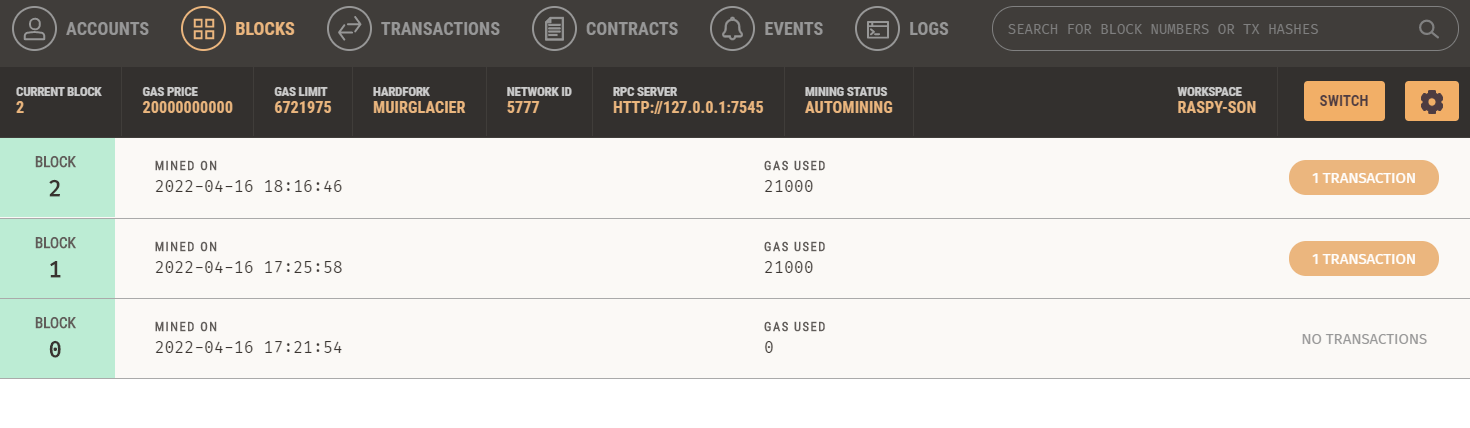 ACCOUNTS BLOCKS TRANSACTIONS CONTRACTS EVENTS LOGS SEARCH FOR BLOCK NUMBERS OR TX HASHES
CURRENT BLOCK GAS PRICE GAS LIMIT HARDFORK NETWORK ID RPC SERVER MINING STATUS WORKSPACE
2 20000000000 6721975 MUIRGLACIER 5777 HTTP://127.0.0.1:7545 AUTOMINING RASPY-SON SWITCH
BLOCK MINED ON GAS USED
2 2022-04-16 18:16:46 21000 1 TRANSACTION
BLOCK MINED ON GAS USED
1 2022-04-16 17:25:58 21000 1 TRANSACTION
BLOCK MINED ON GAS USED
0 2022-04-16 17:21:54 0 NO TRANSACTIONS